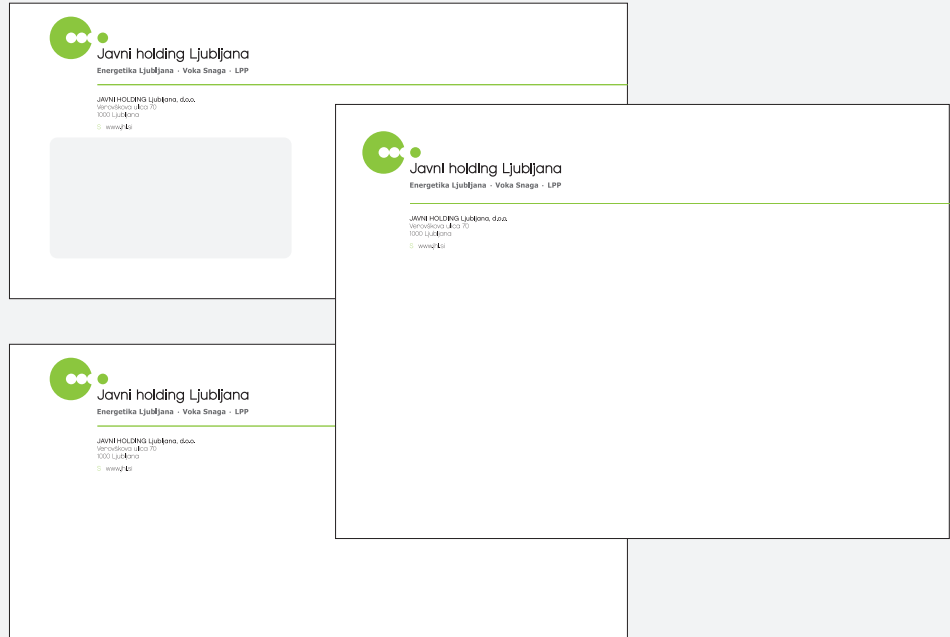 Javni holding Ljubljana
Energetika Ljubljana · Voka Snaga · LPP
JAVNI HOLDING Ljubljana, d.o.o.
Verovškova ulica 70
1000 Ljubljana
S www.jhl.si
Javni holding Ljubljana
Energetika Ljubljana · Voka Snaga · LPP
JAVNI HOLDING Ljubljana, d.o.o.
Verovškova ulica 70
1000 Ljubljana
S www.jhl.si
Javni holding Ljubljana
Energetika Ljubljana · Voka Snaga · LPP
JAVNI HOLDING Ljubljana, d.o.o.
Verovškova ulica 70
1000 Ljubljana
S www.jhl.si